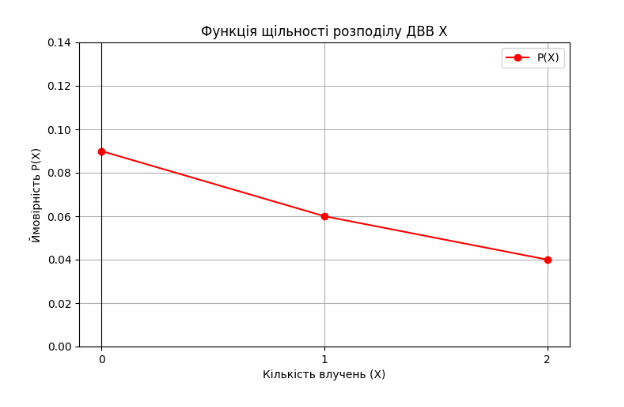 Функція щільності розподілу ДВВ X
P(X)
0.14
0.12
0.10
0.08
0.06
0.04
0.02
0.00
Ймовірність P(X)
0 1 2
Кількість влучень (X)